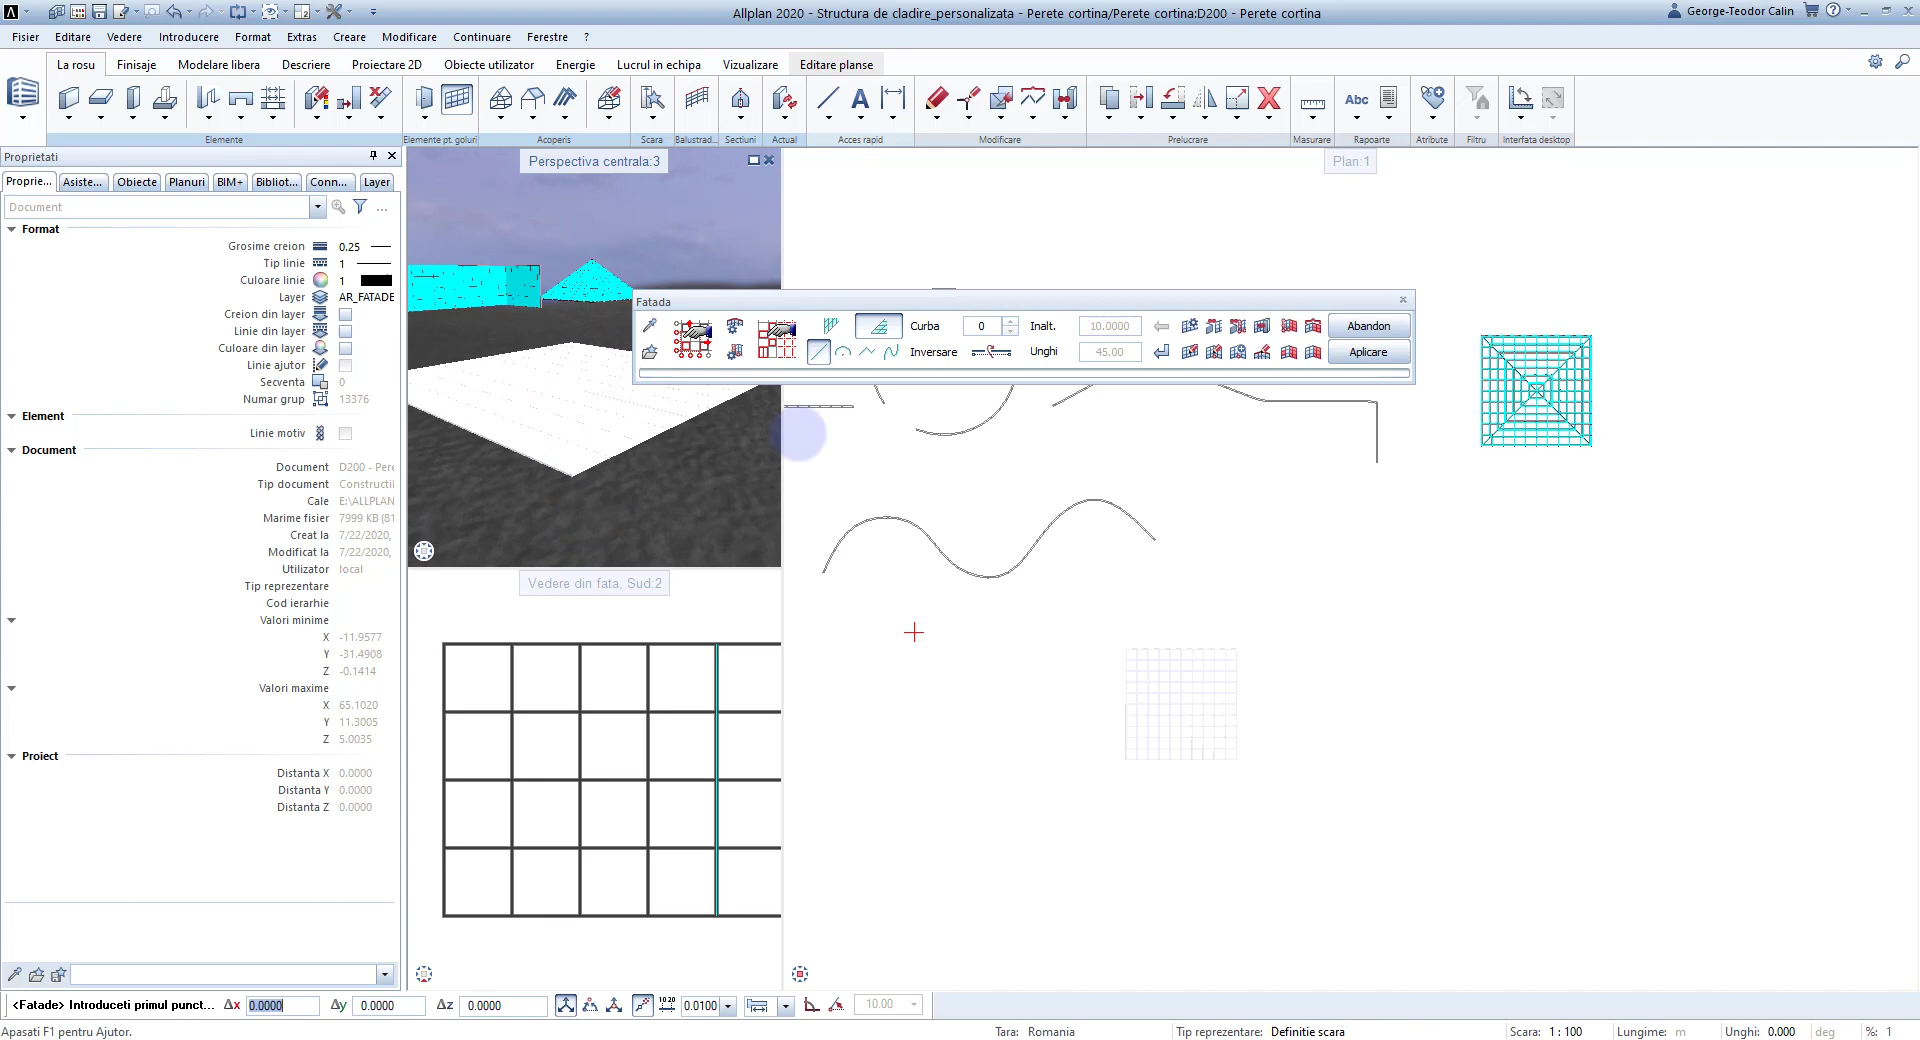 Allplan 2020 - Structura de cladire_personalizata - Perete cortina/Perete cortina:D200 - Perete cortina
George-Teodor Calin
Fisier Editare Vedere Introducere Format Extras Creare Modificare Continuare Ferestre ?
La rosu Finisaje Modelare libera Descriere Proiectare 2D Obiecte utilizator Energie Lucrul in echipa Vizualizare Editare planse
Abc
Elemente Elemente pt. goluri Acoperis Scara Balustrad... Sectiuni Actual Acces rapid Modificare Prelucrare Masurare Rapoarte Atribute Filtru Interfata desktop
Proprietati
Proprie... Asiste... Obiecte Planuri BIM+ Bibliot... Conn... Layer
Document
Format
Grosime creion 0.25
Tip linie 1
Culoare linie 1
Layer AR_FATADE
Creion din layer
Linie din layer
Culoare din layer
Linie ajutor
Secventa 0
Numar grup 13376
Element
Linie motiv
Document
Document D200 - Per
Tip document Constructii
Cale E:\ALLPLAN
Marime fisier 7999 KB (81
Creat la 7/22/2020,
Modificat la 7/22/2020,
Utilizator local
Tip reprezentare
Cod ierarhie
Valori minime
X -11.9577
Y -31.4908
Z -0.1414
Valori maxime
X 65.1020
Y 11.3005
Z 5.0035
Proiect
Distanta X 0.0000
Distanta Y 0.0000
Distanta Z 0.0000
Perspectiva centrala:3
Plan:1
Fatada
Curba 0 Inalt. 10.0000 Abandon
Inversare Unghi 45.00 Aplicare
Vedere din fata, Sud:2
<Fatade> Introduceti primul punct... Δx 0.0000 Δy 0.0000 Δz 0.0000 1020 0.0100 10.00
Apasati F1 pentru Ajutor. Tara: Romania Tip reprezentare: Definitie scara Scara: 1 : 100 Lungime: m Unghi: 0.000 deg %: 1